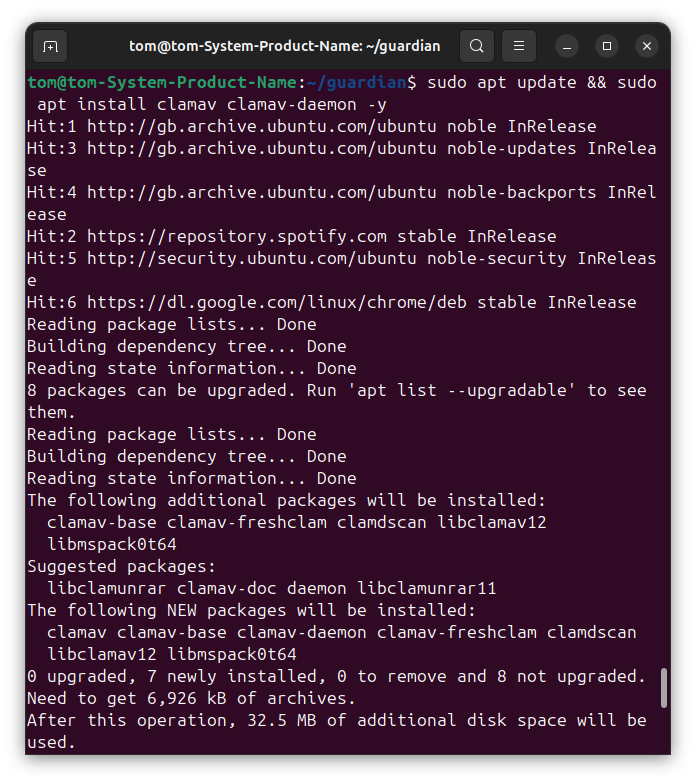 tom@tom-System-Product-Name: ~/guardian
tom@tom-System-Product-Name:~/guardian$ sudo apt update && sudo
 apt install clamav clamav-daemon -y
Hit:1 http://gb.archive.ubuntu.com/ubuntu noble InRelease
Hit:3 http://gb.archive.ubuntu.com/ubuntu noble-updates InRelea
se
Hit:4 http://gb.archive.ubuntu.com/ubuntu noble-backports InRel
ease
Hit:2 https://repository.spotify.com stable InRelease
Hit:5 http://security.ubuntu.com/ubuntu noble-security InReleas
e
Hit:6 https://dl.google.com/linux/chrome/deb stable InRelease
Reading package lists... Done
Building dependency tree... Done
Reading state information... Done
8 packages can be upgraded. Run 'apt list --upgradable' to see
them.
Reading package lists... Done
Building dependency tree... Done
Reading state information... Done
The following additional packages will be installed:
  clamav-base clamav-freshclam clamdscan libclamav12
  libmspack0t64
Suggested packages:
  libclamunrar clamav-doc daemon libclamunrar11
The following NEW packages will be installed:
  clamav clamav-base clamav-daemon clamav-freshclam clamdscan
  libclamav12 libmspack0t64
0 upgraded, 7 newly installed, 0 to remove and 8 not upgraded.
Need to get 6,926 kB of archives.
After this operation, 32.5 MB of additional disk space will be
used.